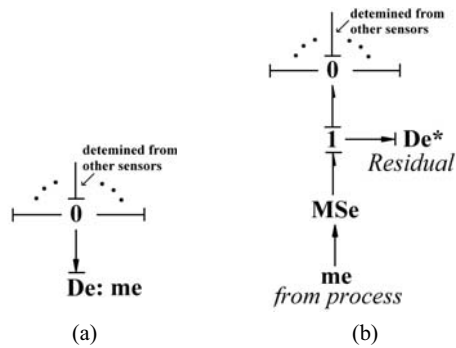 detemined from
other sensors
0
De: me
(a)
detemined from
other sensors
0
1
De*
Residual
MSe
me
from process
(b)